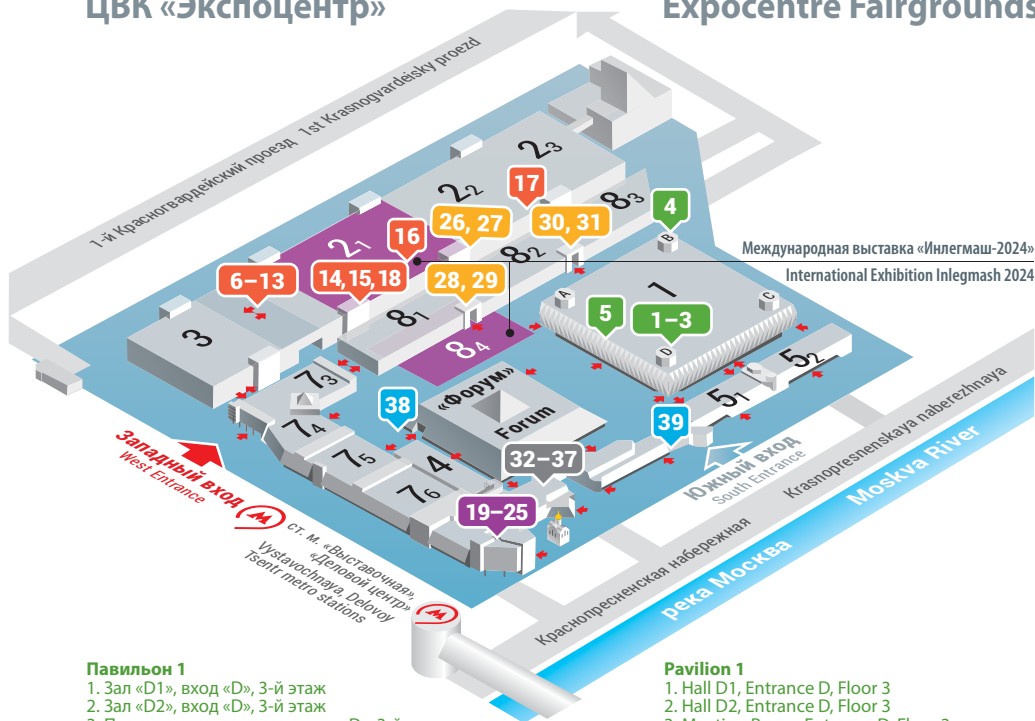 ЦВК «Экспоцентр»
Expocentre Fairgrounds
1-й Красногвардейский проезд 1st Krasnogvardeisky proezd
2₃
2₂
17
8₃
4
B
26, 27
30, 31
2₁
16
8₂
Международная выставка «Инлегмаш-2024»
International Exhibition Inlegmash 2024
6–13
14, 15, 18
28, 29
A
1
C
5
1–3
3
8₁
8₄
D
5₂
7₃
«Форум»
Forum
5₁
38
39
7₄
Западный вход
West Entrance
7₅
4
32–37
Южный вход
South Entrance
7₆
19–25
ст. м. «Выставочная»,
«Деловой центр»
Vystavochnaya, Delovoy
Tsentr metro stations
Краснопресненская набережная Krasnopresnenskaya naberezhnaya
река Москва Moskva River
Павильон 1
1. Зал «D1», вход «D», 3-й этаж
2. Зал «D2», вход «D», 3-й этаж
Pavilion 1
1. Hall D1, Entrance D, Floor 3
2. Hall D2, Entrance D, Floor 3